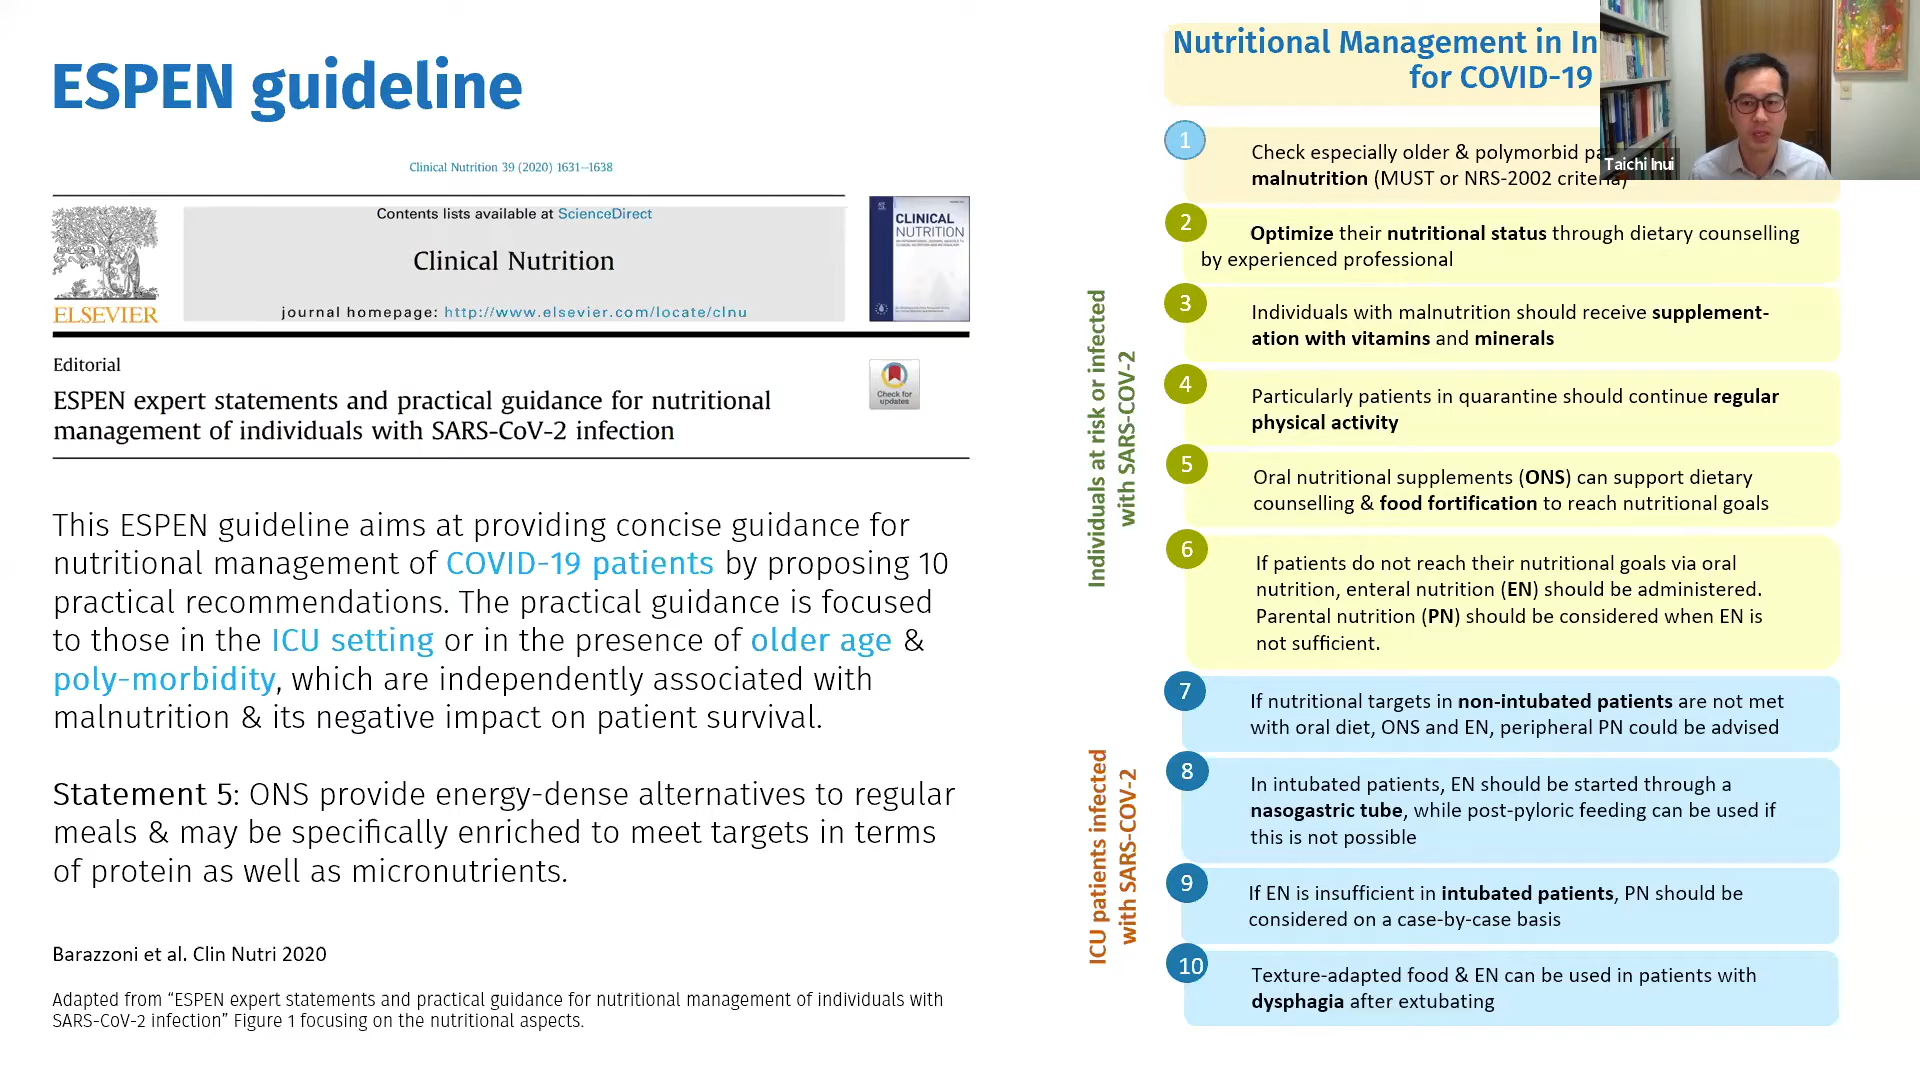 ESPEN guideline
Clinical Nutrition 39 (2020) 1631–1638
Contents lists available at ScienceDirect
Clinical Nutrition
journal homepage: http://www.elsevier.com/locate/clnu
ELSEVIER
CLINICAL
NUTRITION
Editorial
ESPEN expert statements and practical guidance for nutritional
management of individuals with SARS-CoV-2 infection
Check for
updates
This ESPEN guideline aims at providing concise guidance for
nutritional management of COVID-19 patients by proposing 10
practical recommendations. The practical guidance is focused
to those in the ICU setting or in the presence of older age &
poly-morbidity, which are independently associated with
malnutrition & its negative impact on patient survival.
Statement 5: ONS provide energy-dense alternatives to regular
meals & may be specifically enriched to meet targets in terms
of protein as well as micronutrients.
Barazzoni et al. Clin Nutri 2020
Adapted from “ESPEN expert statements and practical guidance for nutritional management of individuals with
SARS-CoV-2 infection” Figure 1 focusing on the nutritional aspects.
Nutritional Management in In
for COVID-19
Taichi Inui
Individuals at risk or infected
with SARS-COV-2
1
Check especially older & polymorbid pa
malnutrition (MUST or NRS-2002 criteria)
2
Optimize their nutritional status through dietary counselling
by experienced professional
3
Individuals with malnutrition should receive supplement-
ation with vitamins and minerals
4
Particularly patients in quarantine should continue regular
physical activity
5
Oral nutritional supplements (ONS) can support dietary
counselling & food fortification to reach nutritional goals
6
If patients do not reach their nutritional goals via oral
nutrition, enteral nutrition (EN) should be administered.
Parental nutrition (PN) should be considered when EN is
not sufficient.
ICU patients infected
with SARS-COV-2
7
If nutritional targets in non-intubated patients are not met
with oral diet, ONS and EN, peripheral PN could be advised
8
In intubated patients, EN should be started through a
nasogastric tube, while post-pyloric feeding can be used if
this is not possible
9
If EN is insufficient in intubated patients, PN should be
considered on a case-by-case basis
10
Texture-adapted food & EN can be used in patients with
dysphagia after extubating